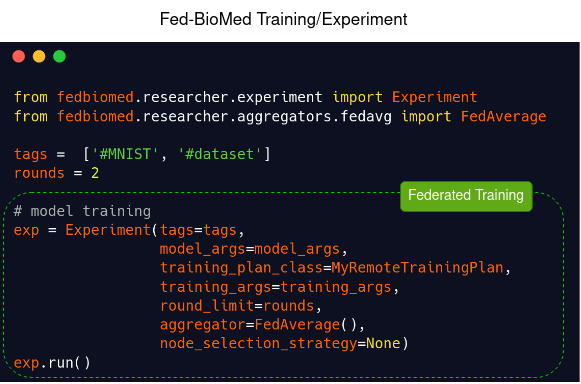 Fed-BioMed Training/Experiment
from fedbiomed.researcher.experiment import Experiment
from fedbiomed.researcher.aggregators.fedavg import FedAverage
tags =  ['#MNIST', '#dataset']
rounds = 2
Federated Training
# model training
exp = Experiment(tags=tags,
                 model_args=model_args,
                 training_plan_class=MyRemoteTrainingPlan,
                 training_args=training_args,
                 round_limit=rounds,
                 aggregator=FedAverage(),
                 node_selection_strategy=None)
exp.run()